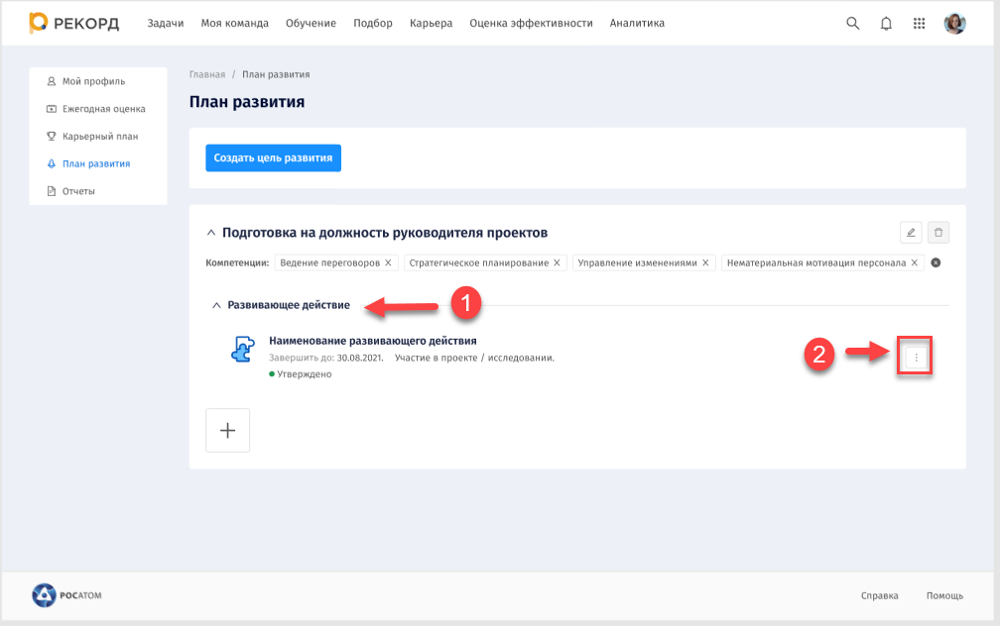 РЕКОРД Задачи Моя команда Обучение Подбор Карьера Оценка эффективности Аналитика
Мой профиль
Ежегодная оценка
Карьерный план
План развития
Отчеты
Главная / План развития
План развития
Создать цель развития
Подготовка на должность руководителя проектов
Компетенции: Ведение переговоров X Стратегическое планирование X Управление изменениями X Нематериальная мотивация персонала X
Развивающее действие 1
Наименование развивающего действия
Завершить до: 30.08.2021. Участие в проекте / исследовании.
Утверждено
2
РОСАТОМ Справка Помощь